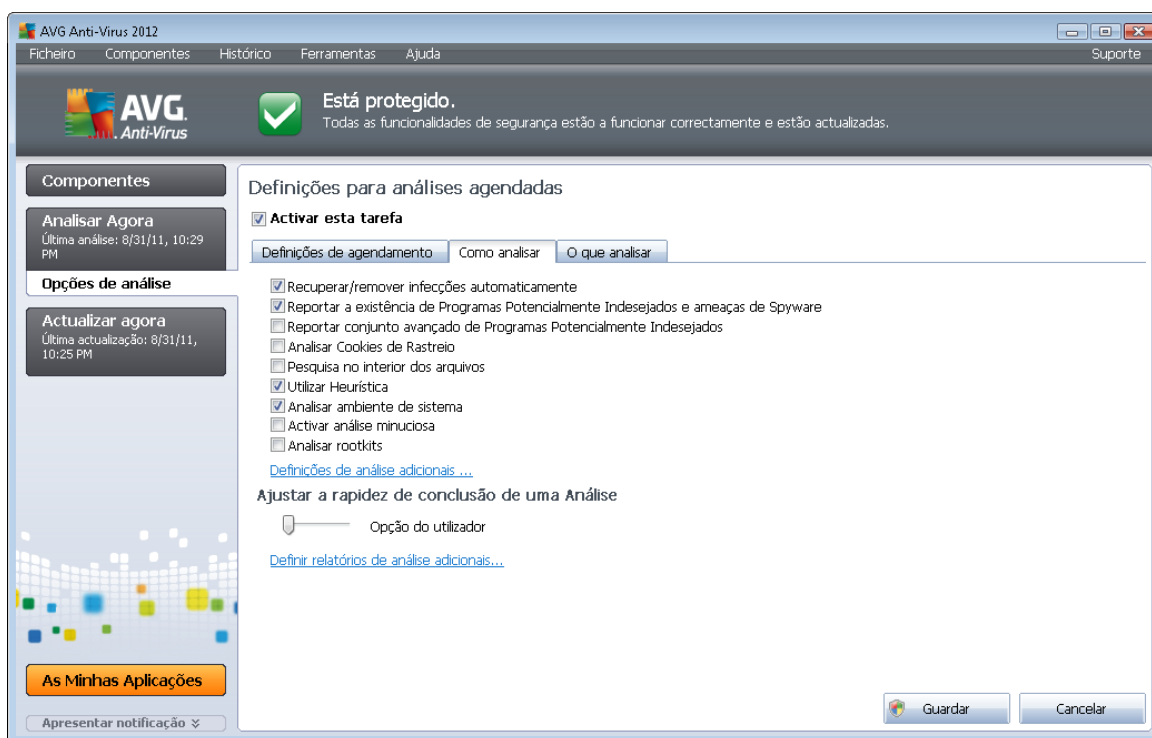 AVG Anti-Virus 2012
Ficheiro Componentes Histórico Ferramentas Ajuda Suporte
AVG.
Anti-Virus
Está protegido.
Todas as funcionalidades de segurança estão a funcionar correctamente e estão actualizadas.
Componentes
Analisar Agora
Última análise: 8/31/11, 10:29
PM
Opções de análise
Actualizar agora
Última actualização: 8/31/11,
10:25 PM
As Minhas Aplicações
Apresentar notificação
Definições para análises agendadas
Activar esta tarefa
Definições de agendamento Como analisar O que analisar
Recuperar/remover infecções automaticamente
Reportar a existência de Programas Potencialmente Indesejados e ameaças de Spyware
Reportar conjunto avançado de Programas Potencialmente Indesejados
Analisar Cookies de Rastreio
Pesquisa no interior dos arquivos
Utilizar Heurística
Analisar ambiente de sistema
Activar análise minuciosa
Analisar rootkits
Definições de análise adicionais ...
Ajustar a rapidez de conclusão de uma Análise
Opção do utilizador
Definir relatórios de análise adicionais...
Guardar Cancelar